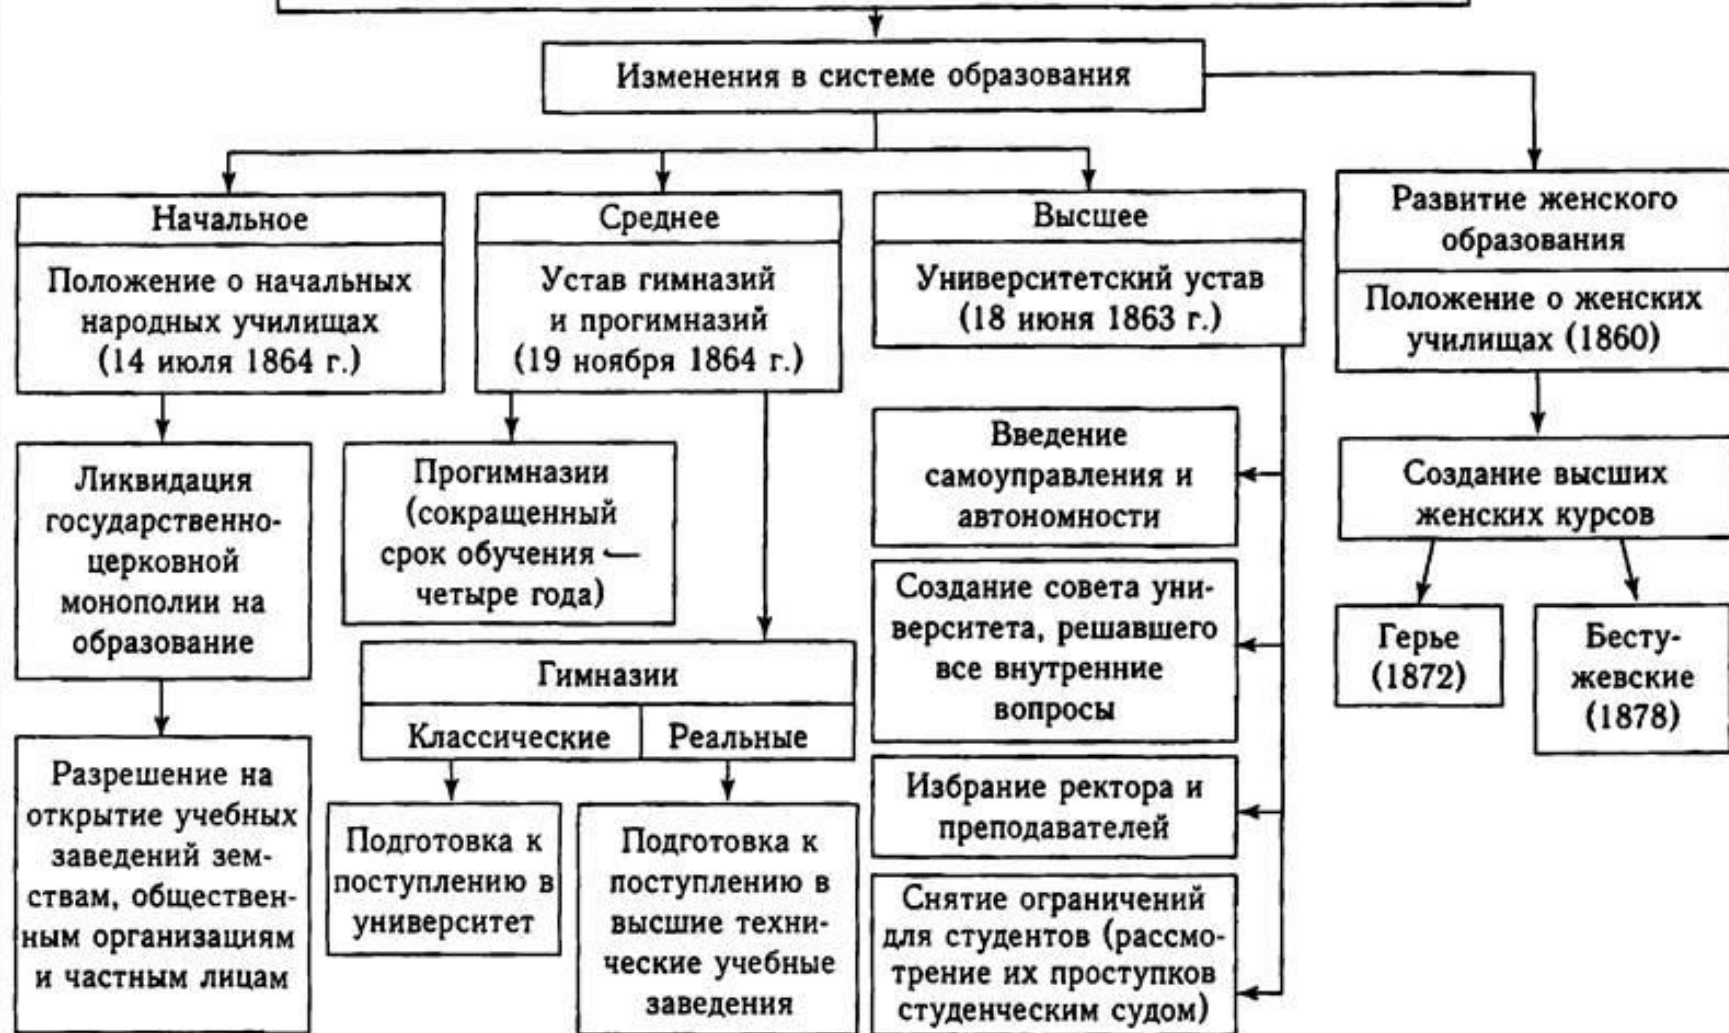 Изменения в системе образования
Начальное
Положение о начальных
народных училищах
(14 июля 1864 г.)
Ликвидация
государственно-
церковной
монополии на
образование
Разрешение на
открытие учебных
заведений зем-
ствам, обществен-
ным организациям
и частным лицам
Среднее
Устав гимназий
и прогимназий
(19 ноября 1864 г.)
Прогимназии
(сокращенный
срок обучения —
четыре года)
Гимназии
Классические
Реальные
Подготовка к
поступлению в
университет
Подготовка к
поступлению в
высшие техни-
ческие учебные
заведения
Высшее
Университетский устав
(18 июня 1863 г.)
Введение
самоуправления и
автономности
Создание совета уни-
верситета, решавшего
все внутренние
вопросы
Избрание ректора и
преподавателей
Снятие ограничений
для студентов (рассмо-
трение их проступков
студенческим судом)
Развитие женского
образования
Положение о женских
училищах (1860)
Создание высших
женских курсов
Герье
(1872)
Бесту-
жевские
(1878)